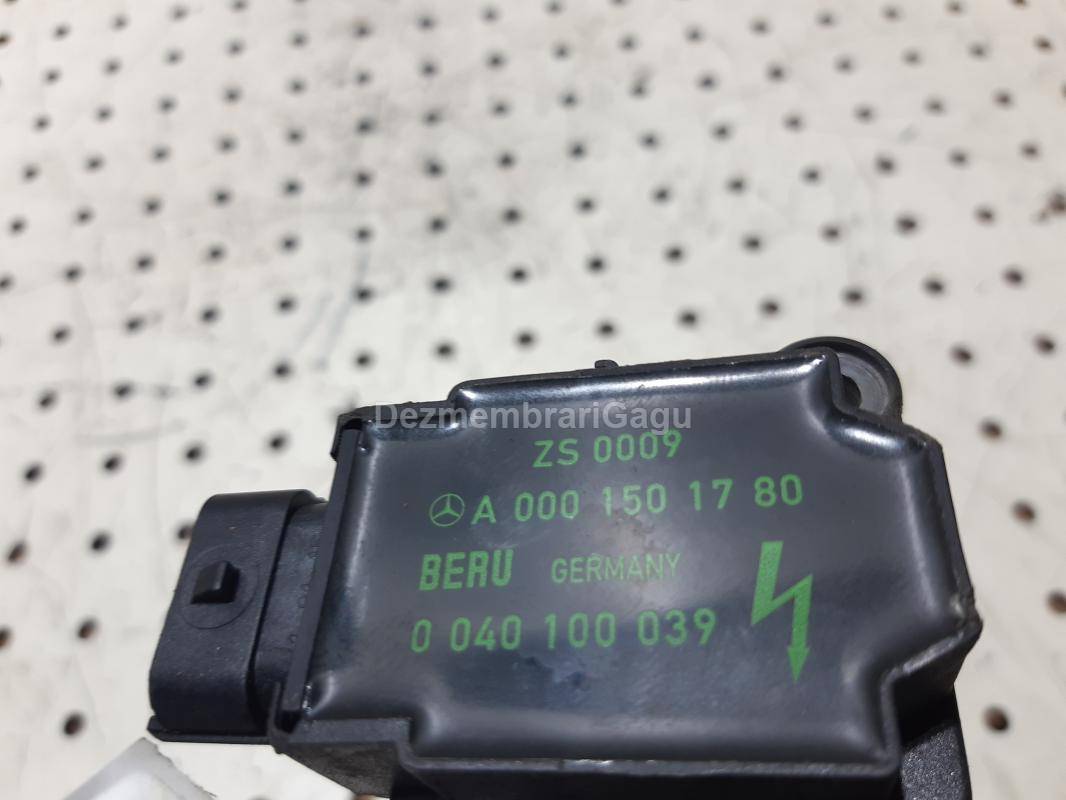 DezmembrariGagu
ZS 0009
A 000 150 17 80
BERU GERMANY
0 040 100 039